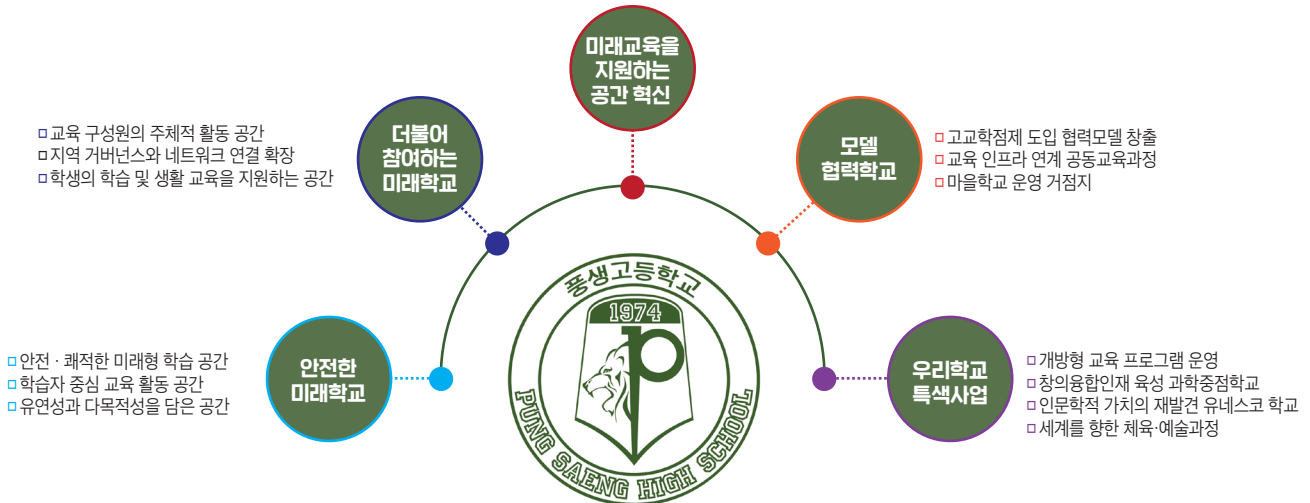 미래교육을
지원하는
공간 혁신
더불어
참여하는
미래학교
교육 구성원의 주체적 활동 공간
지역 거버넌스와 네트워크 연결 확장
학생의 학습 및 생활 교육을 지원하는 공간
모델
협력학교
고교학점제 도입 협력모델 창출
교육 인프라 연계 공동교육과정
마을학교 운영 거점지
안전한
미래학교
안전 · 쾌적한 미래형 학습 공간
학습자 중심 교육 활동 공간
유연성과 다목적성을 담은 공간
풍생고등학교
1974
PUNG SAENG HIGH SCHOOL
우리학교
특색사업
개방형 교육 프로그램 운영
창의융합인재 육성 과학중점학교
인문학적 가치의 재발견 유네스코 학교
세계를 향한 체육·예술과정